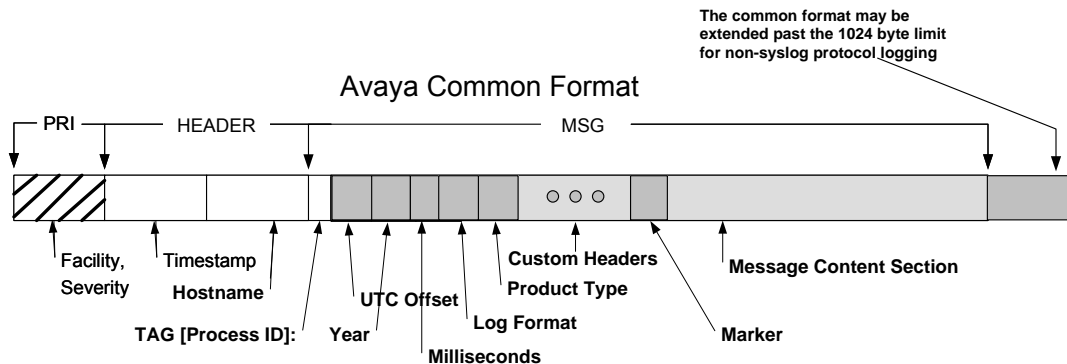 The common format may be
extended past the 1024 byte limit
for non-syslog protocol logging
Avaya Common Format
PRI
HEADER
MSG
Facility,
Severity
Timestamp
Hostname
TAG [Process ID]:
UTC Offset
Year
Milliseconds
Log Format
Product Type
Custom Headers
Marker
Message Content Section